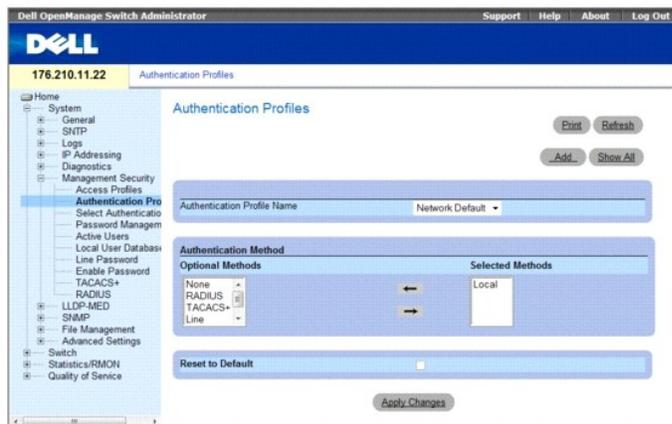 Dell OpenManage Switch Administrator
Support Help About Log Out
DELL
176.210.11.22 Authentication Profiles
Home
System
General
SNTP
Logs
IP Addressing
Diagnostics
Management Security
Access Profiles
Authentication Pro
Select Authenticatio
Password Managem
Active Users
Local User Database
Line Password
Enable Password
TACACS+
RADIUS
LLDP-MED
SNMP
File Management
Advanced Settings
Switch
Statistics/RMON
Quality of Service
Authentication Profiles
Print Refresh
Add Show All
Authentication Profile Name Network Default
Authentication Method
Optional Methods Selected Methods
None
RADIUS
TACACS+
Line
Local
Reset to Default
Apply Changes